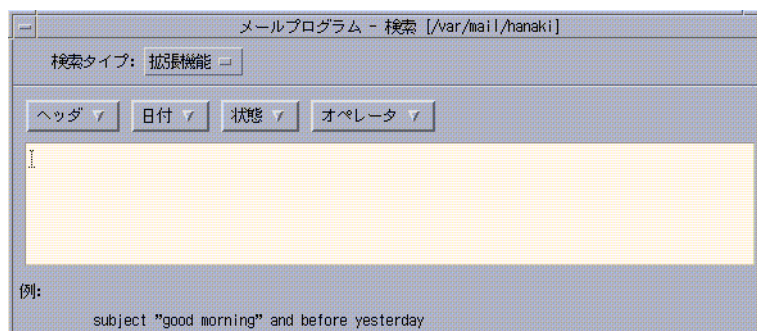 メールプログラム - 検索 [/var/mail/hanaki]
検索タイプ: 拡張機能
ヘッダ 日付 状態 オペレータ
例:
subject "good morning" and before yesterday